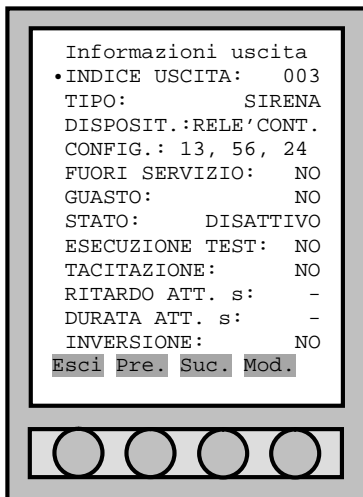 Informazioni uscita
•INDICE USCITA: 003
TIPO: SIRENA
DISPOSIT.:RELE'CONT.
CONFIG.: 13, 56, 24
FUORI SERVIZIO: NO
GUASTO: NO
STATO: DISATTIVO
ESECUZIONE TEST: NO
TACITAZIONE: NO
RITARDO ATT. s: -
DURATA ATT. s: -
INVERSIONE: NO
Esci Pre. Suc. Mod.